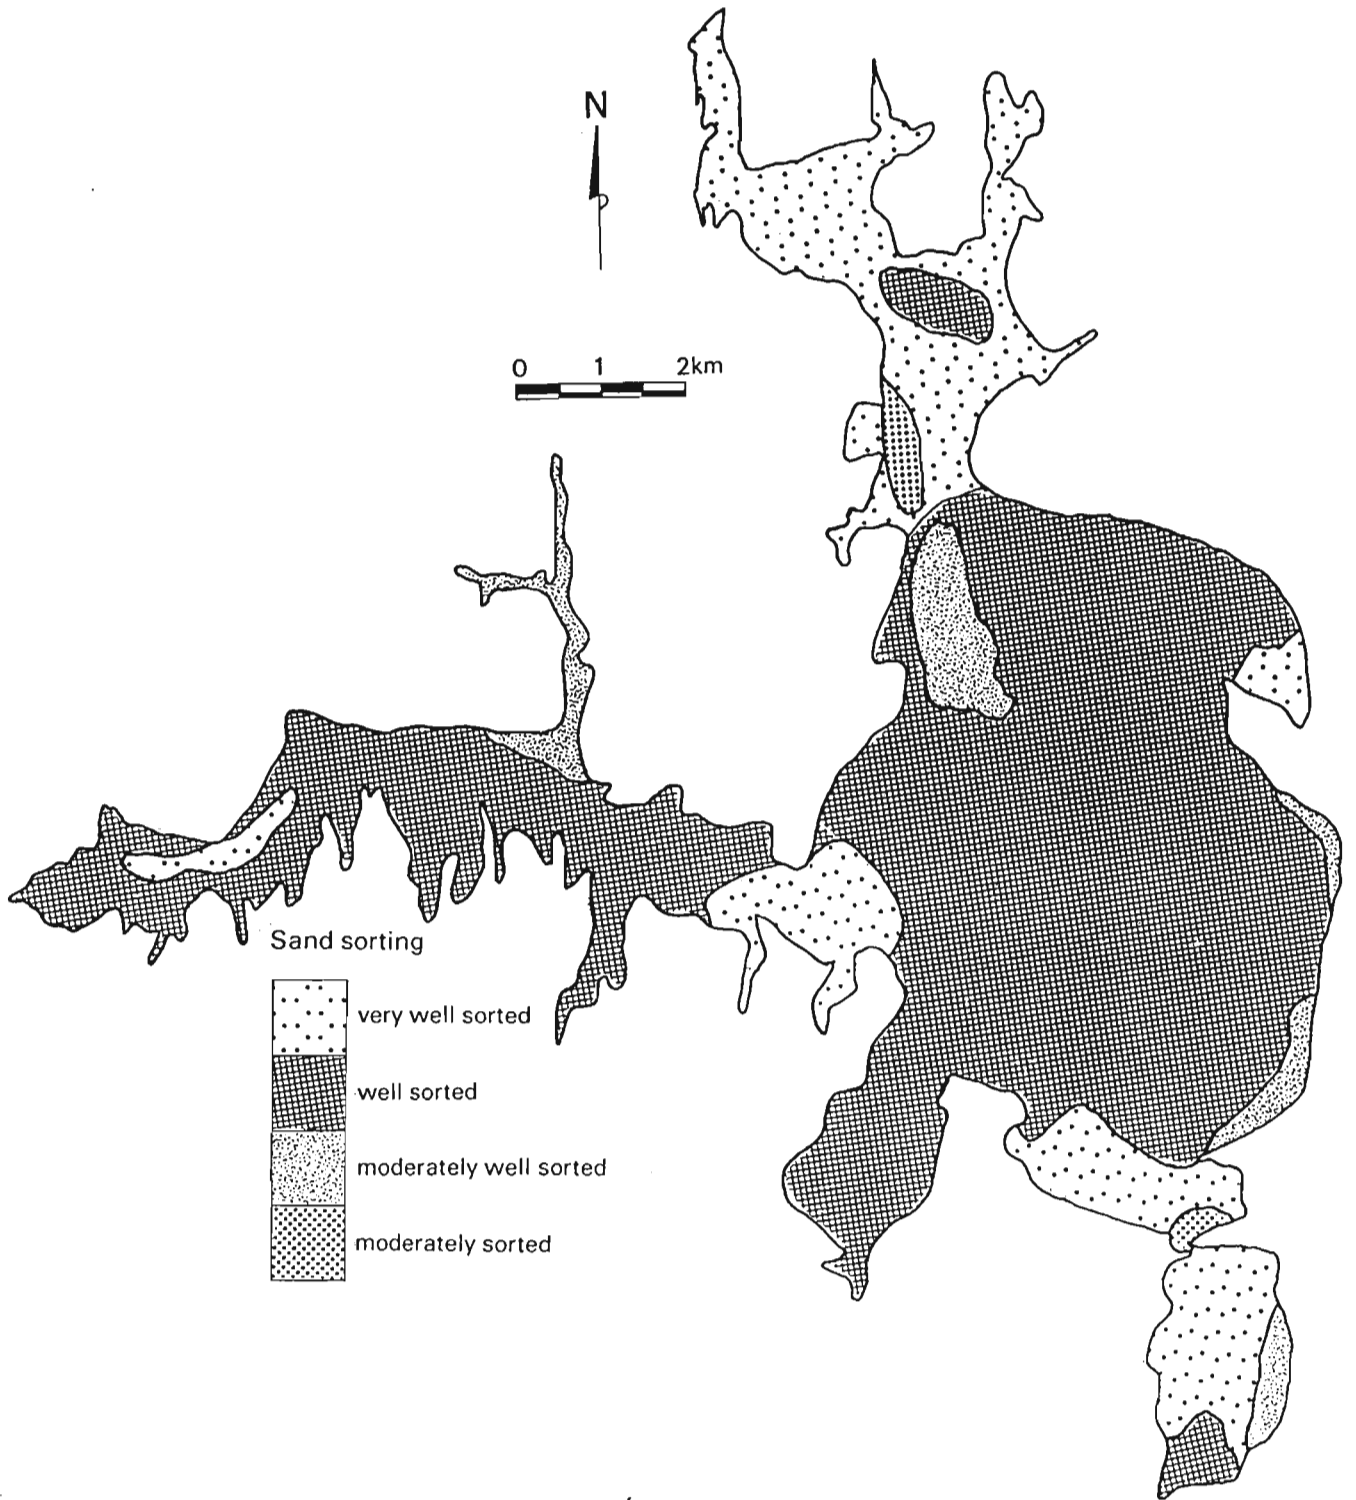 N
0 1 2km
Sand sorting
very well sorted
well sorted
moderately well sorted
moderately sorted